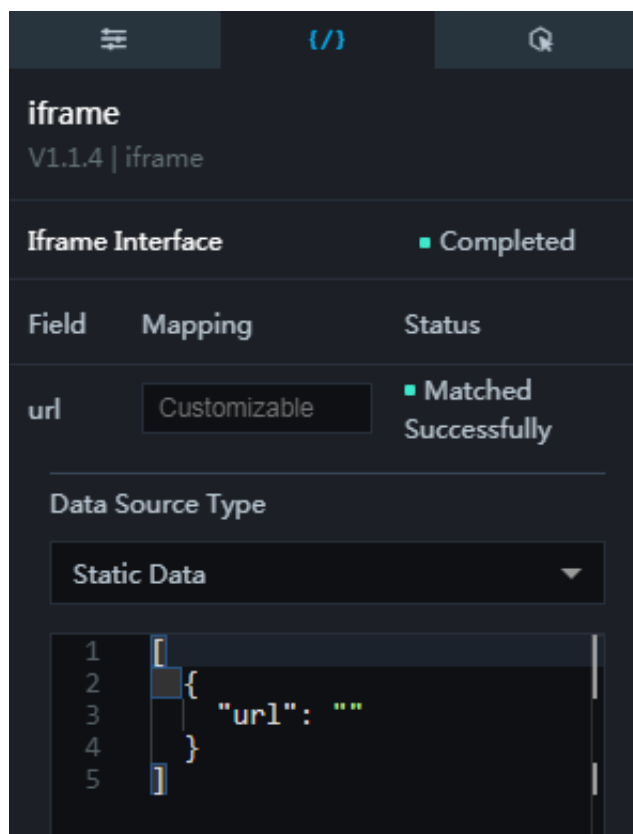 {/}
iframe
V1.1.4 | iframe
Iframe Interface Completed
Field Mapping Status
url Customizable Matched
Successfully
Data Source Type
Static Data
1 [
2 {
3 "url": ""
4 }
5 ]